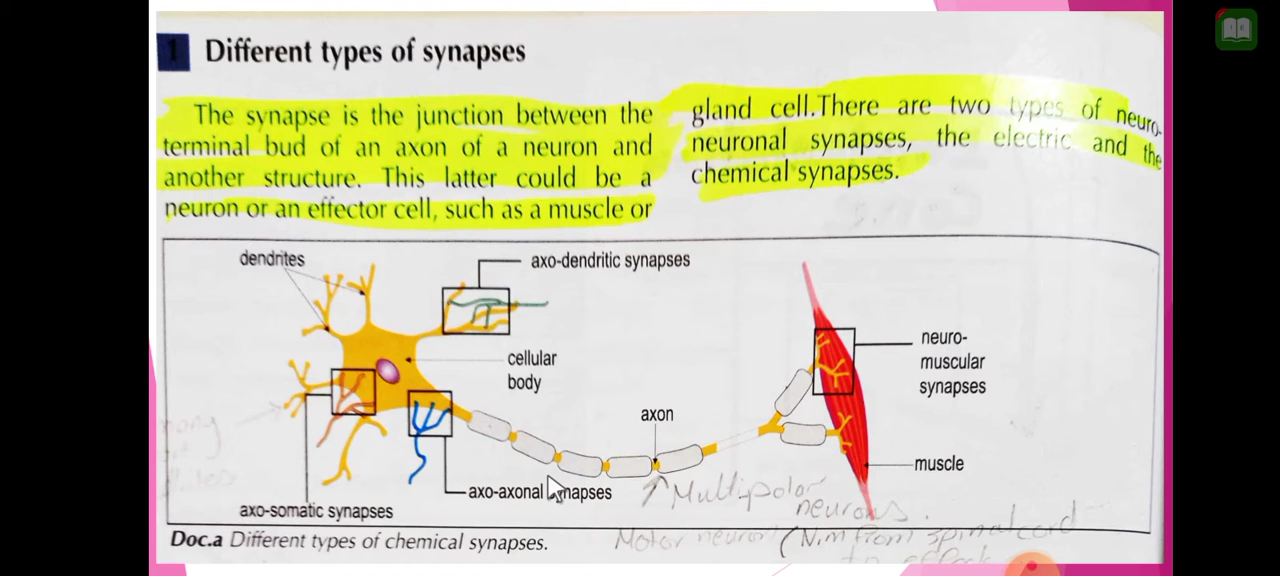 1 Different types of synapses
The synapse is the junction between the
terminal bud of an axon of a neuron and
another structure. This latter could be a
neuron or an effector cell, such as a muscle or
gland cell.There are two types of neuro-
neuronal synapses, the electric and the
chemical synapses.
dendrites
axo-dendritic synapses
cellular
body
neuro-
muscular
synapses
axon
muscle
axo-axonal
axo-somatic synapses
Multipolar
neurons.
Doc.a Different types of chemical synapses.
Motor neuron (N.m from spinal cord
to